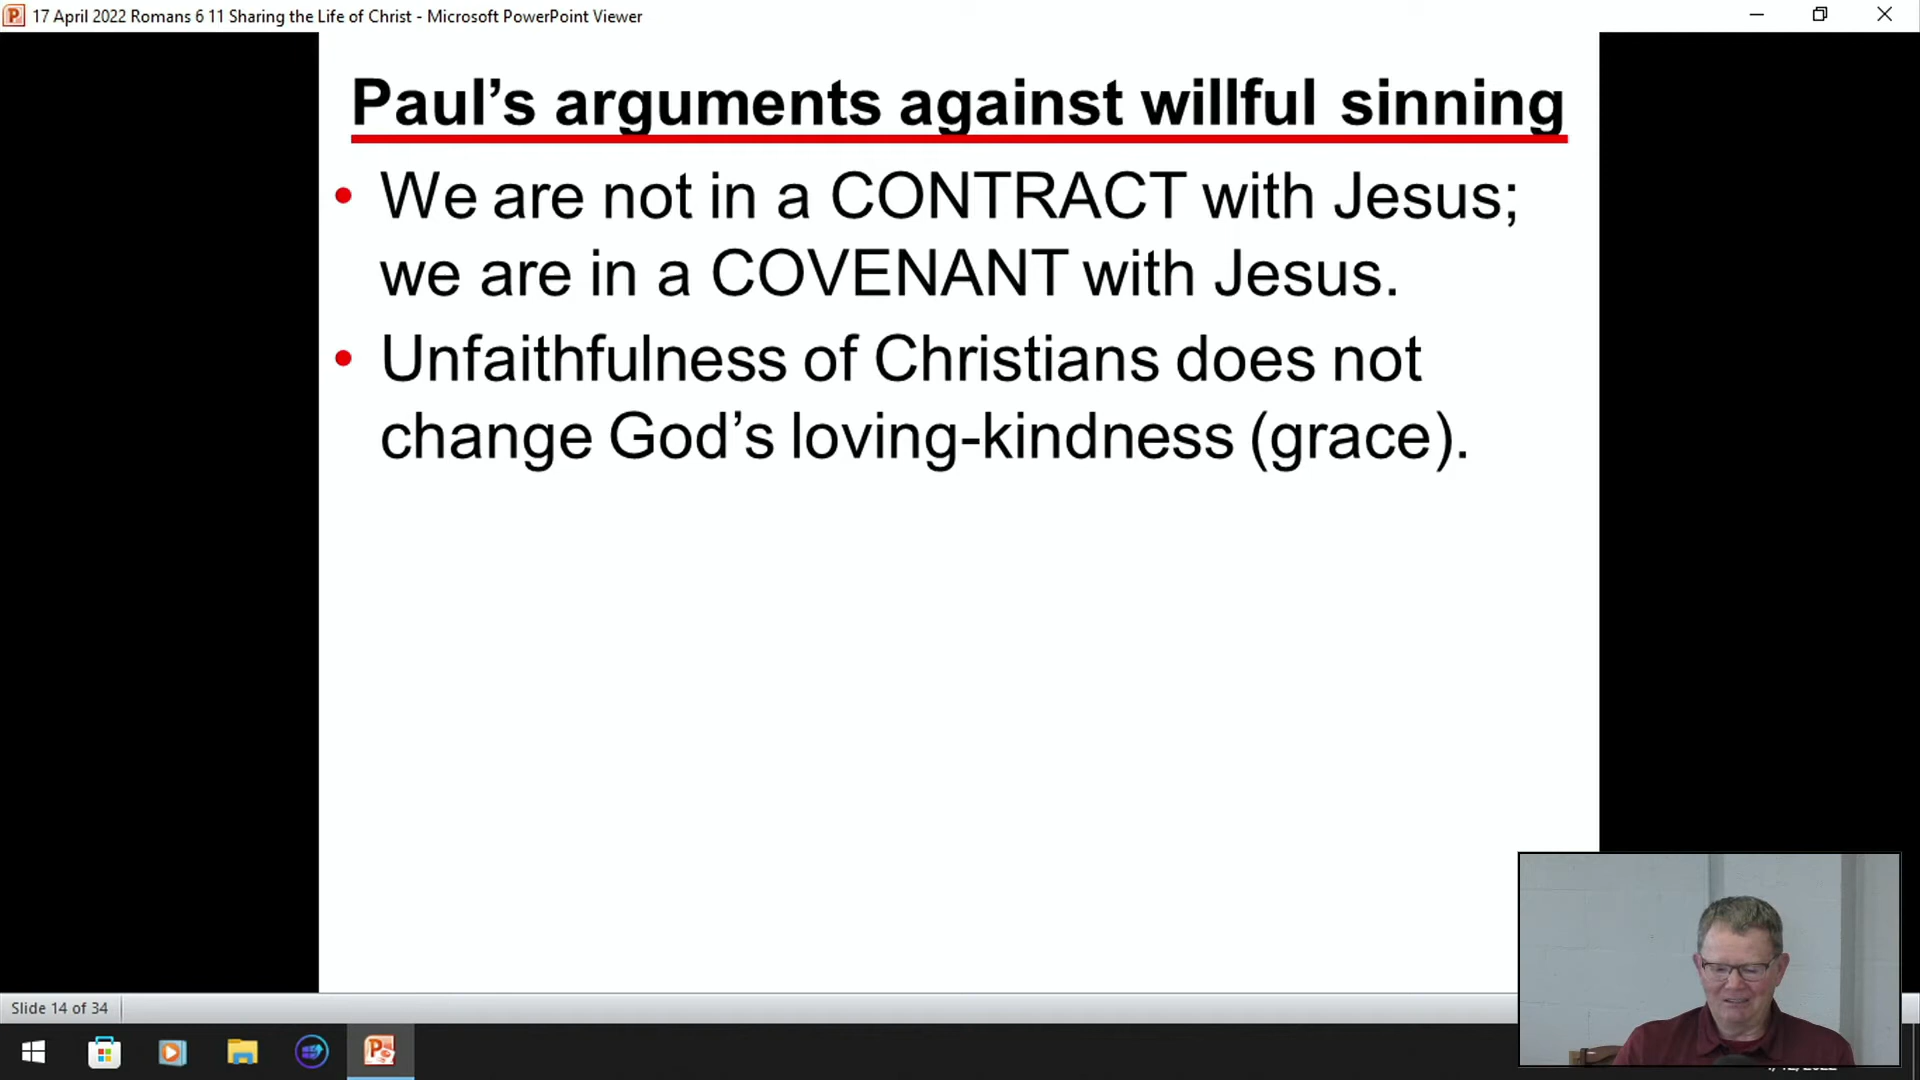 17 April 2022 Romans 6 11 Sharing the Life of Christ - Microsoft PowerPoint Viewer
Paul’s arguments against willful sinning
• We are not in a CONTRACT with Jesus;
we are in a COVENANT with Jesus.
• Unfaithfulness of Christians does not
change God’s loving-kindness (grace).
Slide 14 of 34